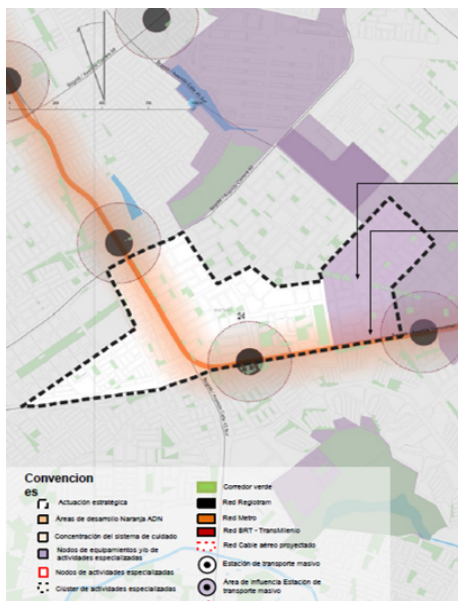 24
Convencion
es
Actuación estratégica
Áreas de desarrollo Naranja ADN
Concentración del sistema de cuidado
Nodos de equipamientos y/o de
actividades especializadas
Nodos de actividades especializadas
Clúster de actividades especializadas
Corredor verde
Red Regiotram
Red Metro
Red BRT - TransMilenio
Red Cable aéreo proyectado
Estación de transporte masivo
Área de influencia Estación de
transporte masivo